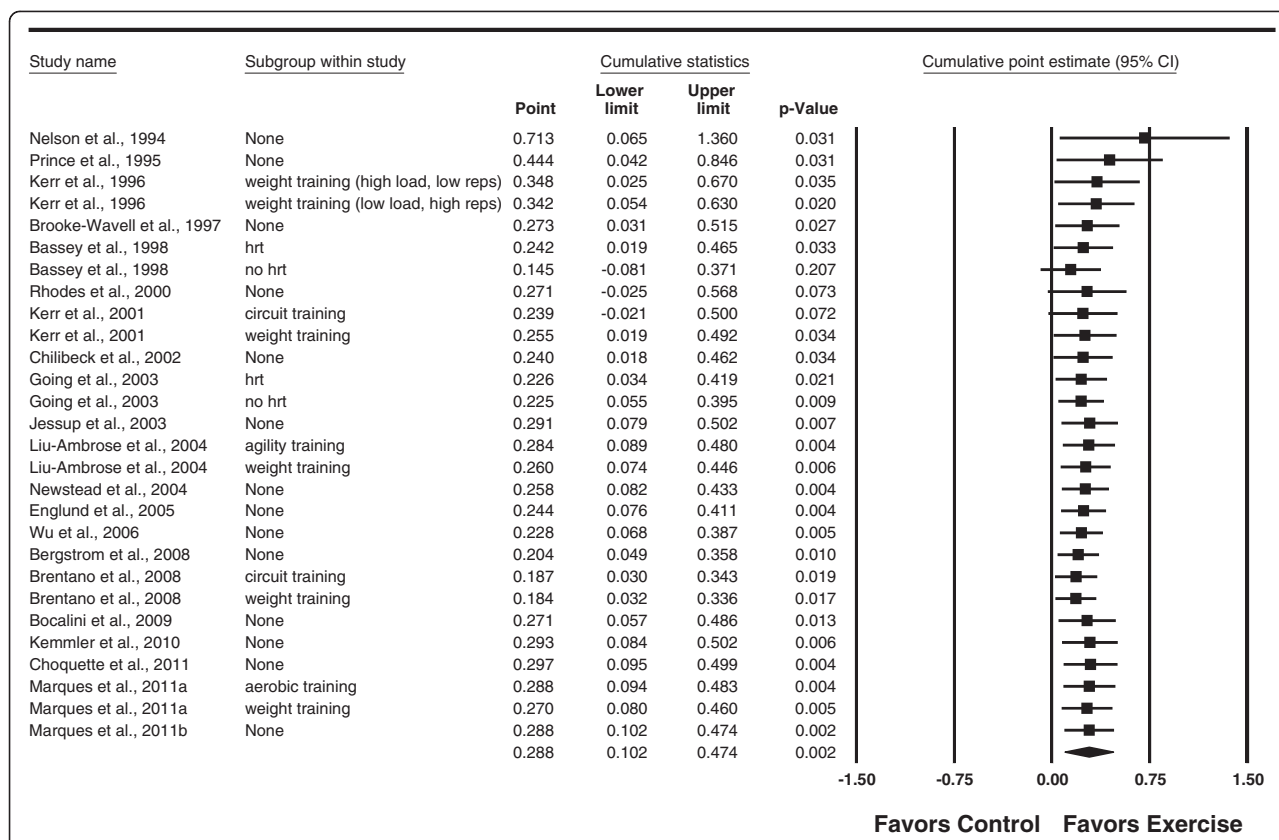 Study name Subgroup within study Cumulative statistics Cumulative point estimate (95% CI)
Lower Upper
Point limit limit p-Value
Nelson et al., 1994 None 0.713 0.065 1.360 0.031
Prince et al., 1995 None 0.444 0.042 0.846 0.031
Kerr et al., 1996 weight training (high load, low reps) 0.348 0.025 0.670 0.035
Kerr et al., 1996 weight training (low load, high reps) 0.342 0.054 0.630 0.020
Brooke-Wavell et al., 1997 None 0.273 0.031 0.515 0.027
Bassey et al., 1998 hrt 0.242 0.019 0.465 0.033
Bassey et al., 1998 no hrt 0.145 -0.081 0.371 0.207
Rhodes et al., 2000 None 0.271 -0.025 0.568 0.073
Kerr et al., 2001 circuit training 0.239 -0.021 0.500 0.072
Kerr et al., 2001 weight training 0.255 0.019 0.492 0.034
Chilibeck et al., 2002 None 0.240 0.018 0.462 0.034
Going et al., 2003 hrt 0.226 0.034 0.419 0.021
Going et al., 2003 no hrt 0.225 0.055 0.395 0.009
Jessup et al., 2003 None 0.291 0.079 0.502 0.007
Liu-Ambrose et al., 2004 agility training 0.284 0.089 0.480 0.004
Liu-Ambrose et al., 2004 weight training 0.260 0.074 0.446 0.006
Newstead et al., 2004 None 0.258 0.082 0.433 0.004
Englund et al., 2005 None 0.244 0.076 0.411 0.004
Wu et al., 2006 None 0.228 0.068 0.387 0.005
Bergstrom et al., 2008 None 0.204 0.049 0.358 0.010
Brentano et al., 2008 circuit training 0.187 0.030 0.343 0.019
Brentano et al., 2008 weight training 0.184 0.032 0.336 0.017
Bocalini et al., 2009 None 0.271 0.057 0.486 0.013
Kemmler et al., 2010 None 0.293 0.084 0.502 0.006
Choquette et al., 2011 None 0.297 0.095 0.499 0.004
Marques et al., 2011a aerobic training 0.288 0.094 0.483 0.004
Marques et al., 2011a weight training 0.270 0.080 0.460 0.005
Marques et al., 2011b None 0.288 0.102 0.474 0.002
0.288 0.102 0.474 0.002
-1.50 -0.75 0.00 0.75 1.50
Favors Control Favors Exercise